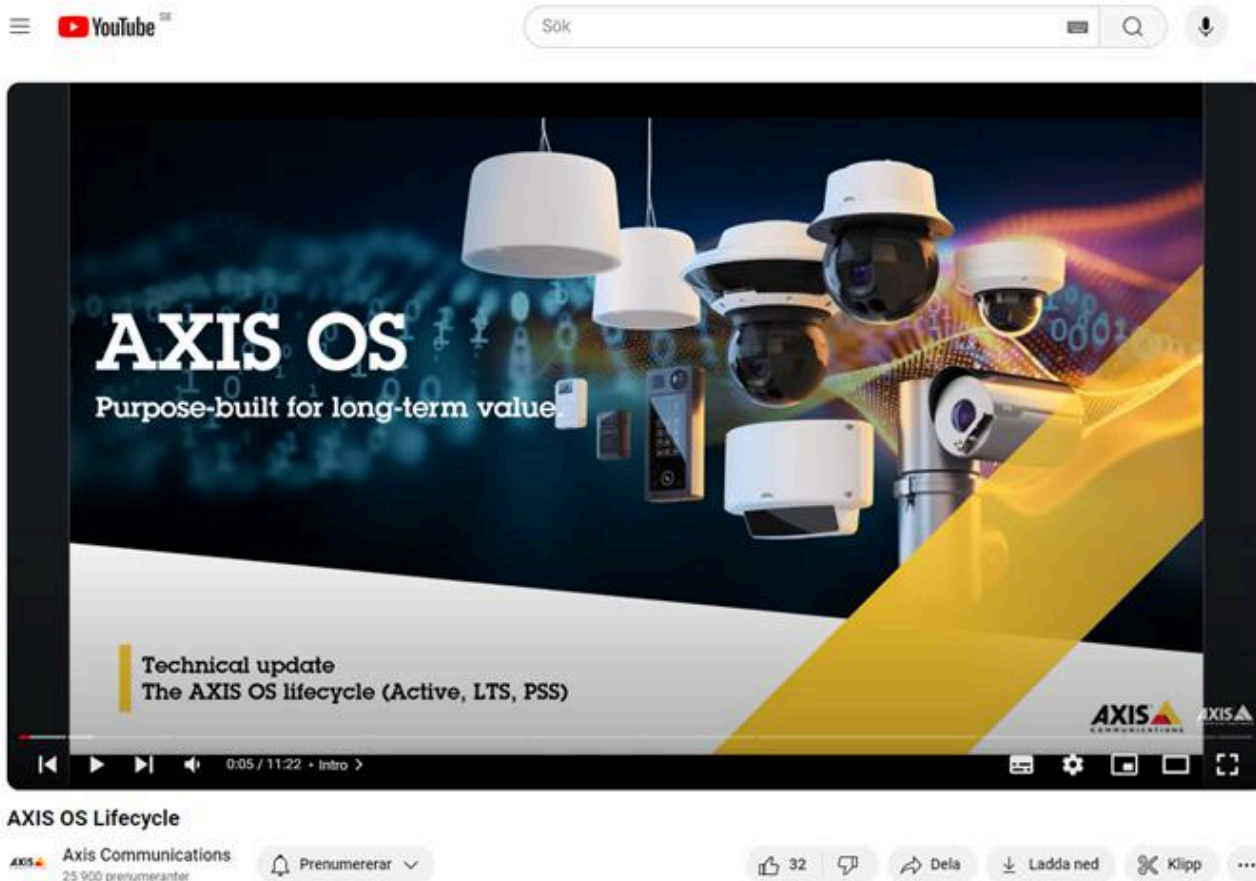 YouTube SE
Sök
AXIS OS
Purpose-built for long-term value.
Technical update
The AXIS OS lifecycle (Active, LTS, PSS)
AXIS
COMMUNICATIONS
AXIS
0:05 / 11:22 • Intro >
AXIS OS Lifecycle
AXIS
Axis Communications
25 900 prenumeranter
Prenumererar
32
Dela
Ladda ned
Klipp